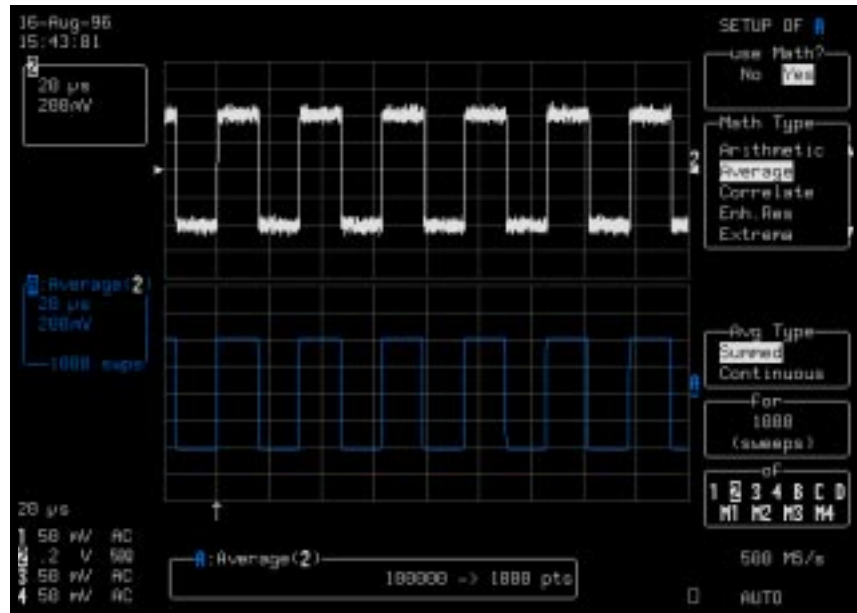 16-Aug-96
15:43:01
2
20 µs
200mV
A:Average(2)
20 µs
200mV
1000 swps
20 µs
1 50 mV AC
2 .2 V 50Ω
3 50 mV AC
4 50 mV AC
A:Average(2)
100000 -> 1000 pts
2
A
SETUP OF A
use Math?
No Yes
Math Type
Arithmetic
Average
Correlate
Enh.Res
Extrema
Avg Type
Summed
Continuous
for
1000
(sweeps)
of
1 2 3 4 B C D
M1 M2 M3 M4
500 MS/s
AUTO